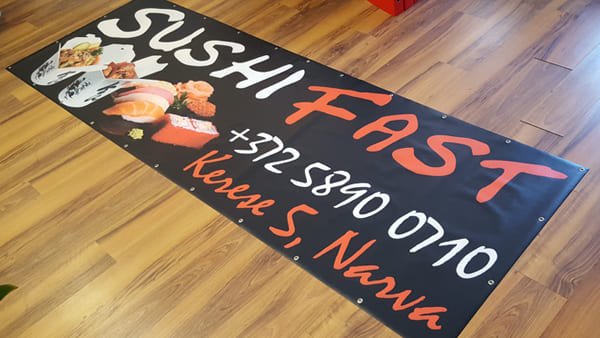 SUSHI FAST
+372 5890 0710
Kerese 5, Narva